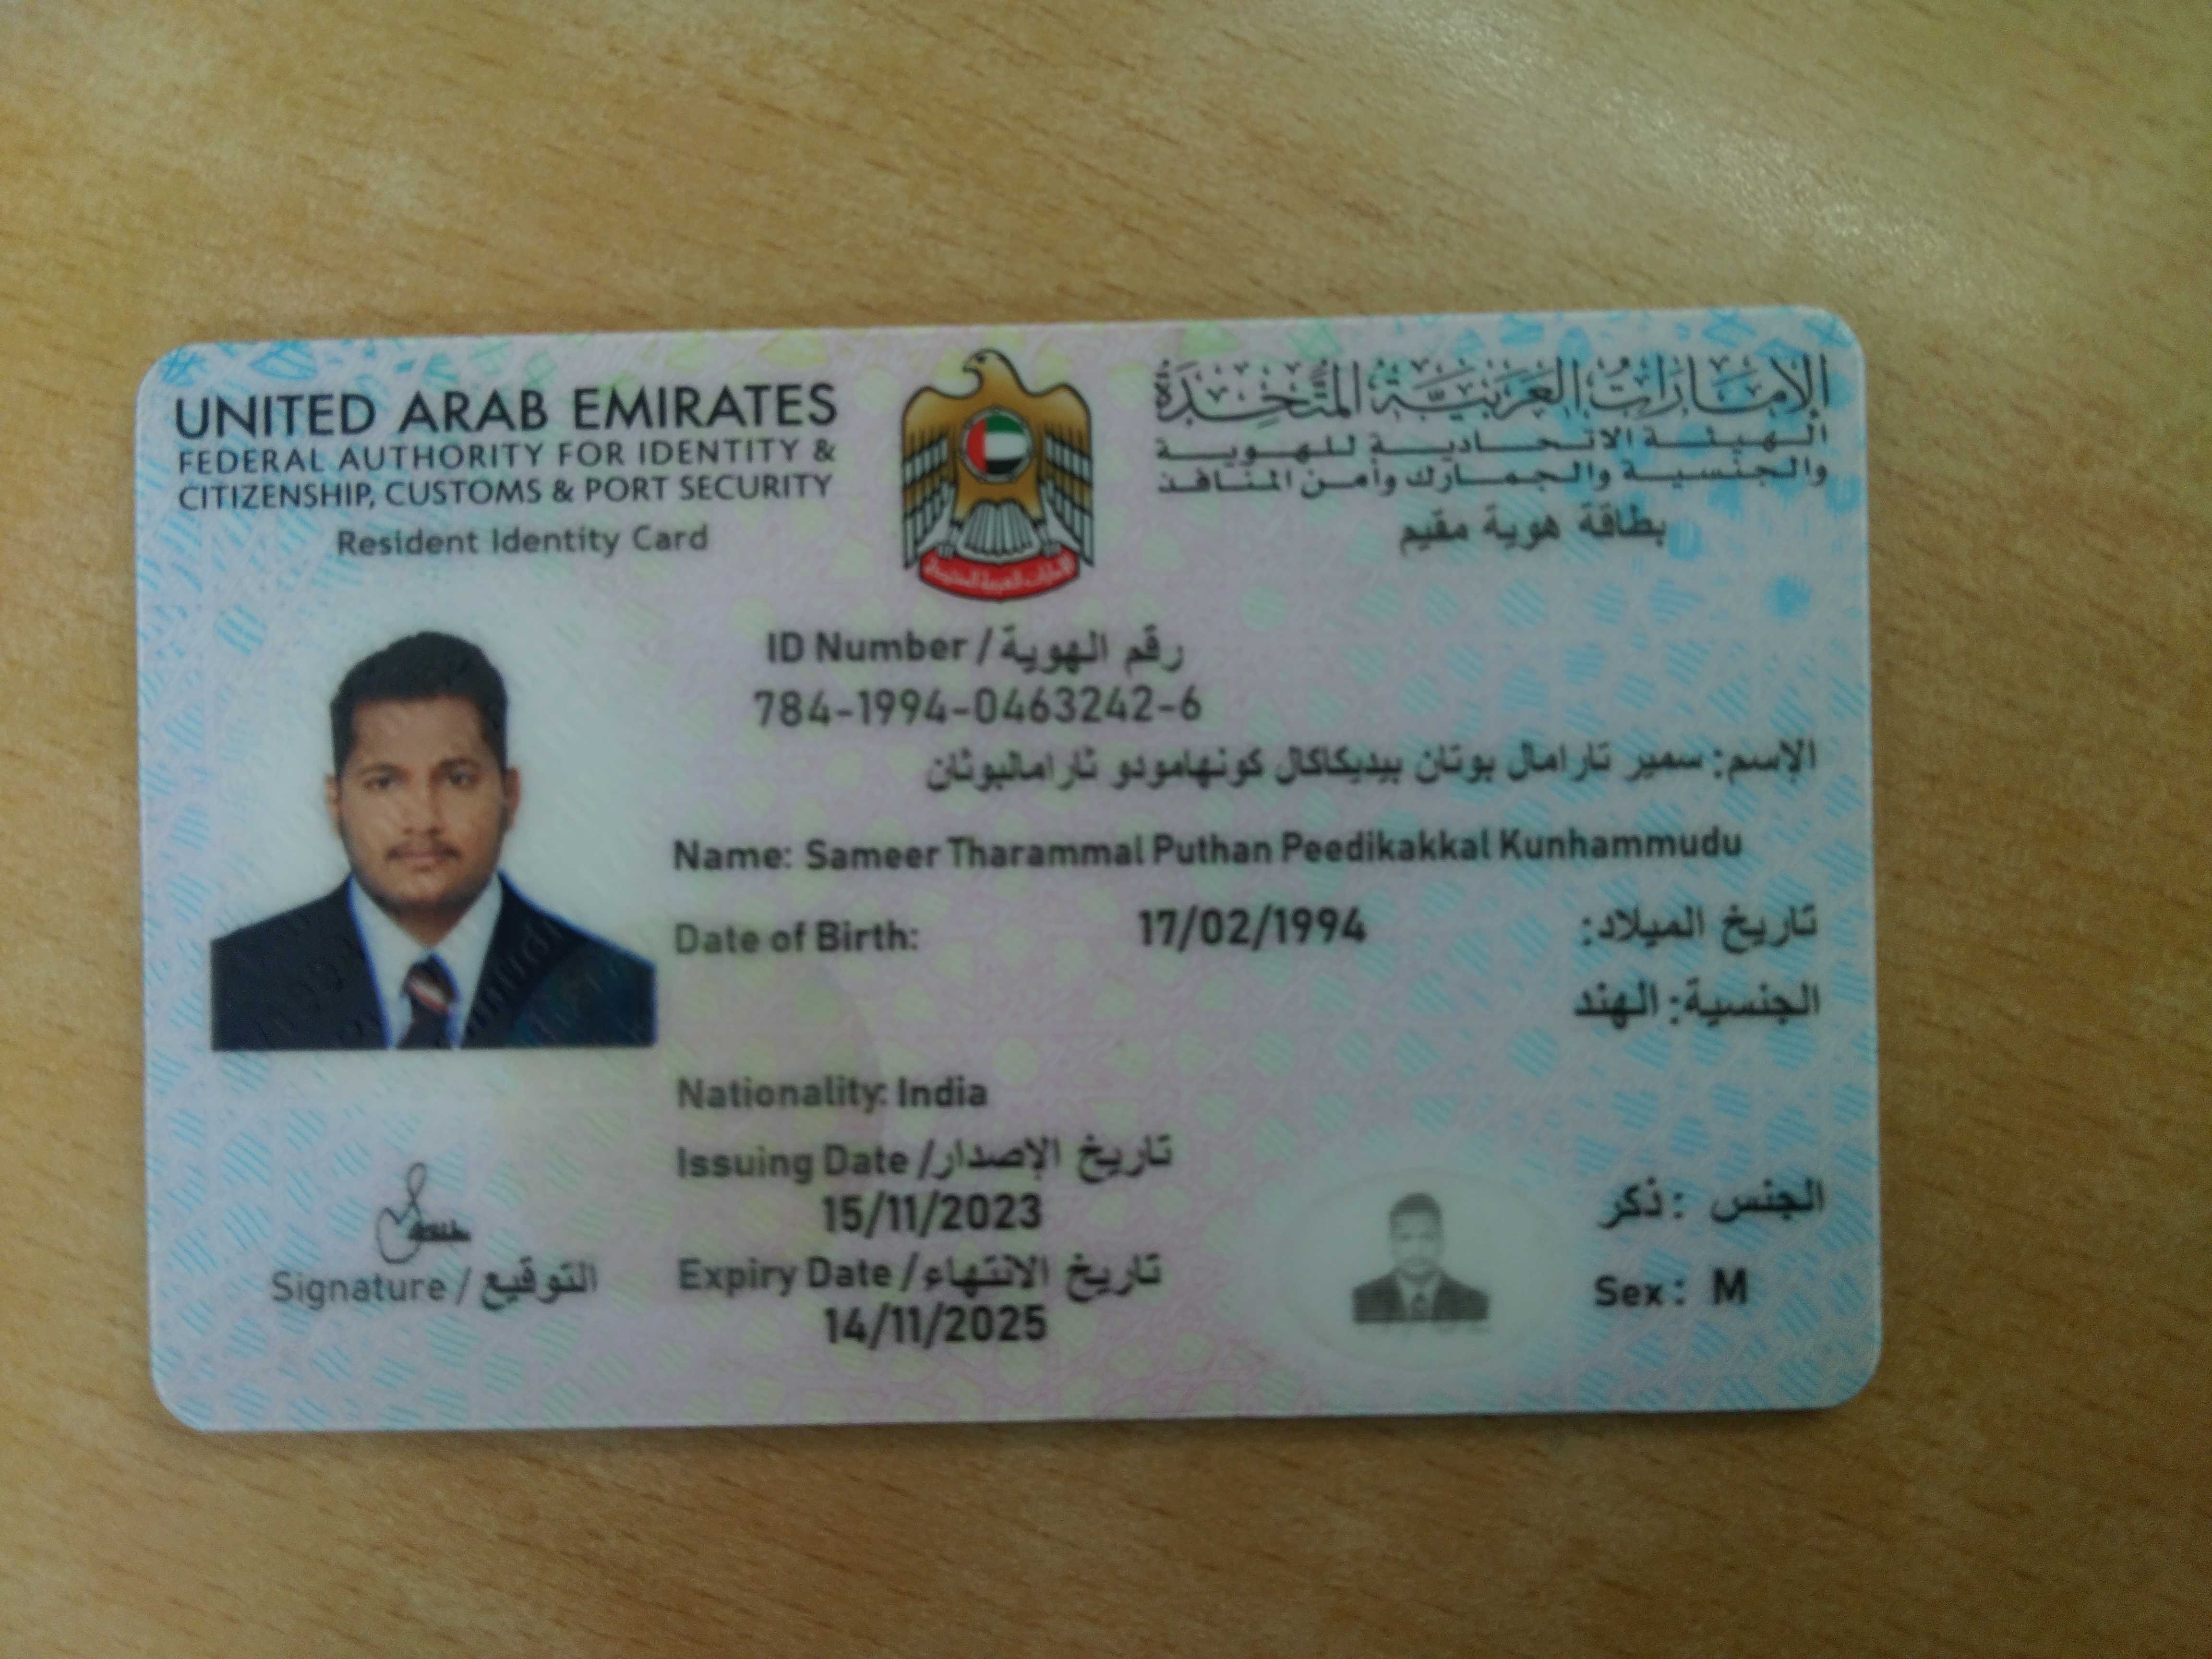 UNITED ARAB EMIRATES
FEDERAL AUTHORITY FOR IDENTITY &
CITIZENSHIP, CUSTOMS & PORT SECURITY
Resident Identity Card
الإمارات العربية المتحدة
الهيئة الاتحادية للهوية
والجنسية والجمارك وأمن المنافذ
بطاقة هوية مقيم
ID Number / رقم الهوية
784-1994-0463242-6
الإسم: سمير تارامال بوتان بيديكاكال كونهامودو ثارامالبوثان
Name: Sameer Tharammal Puthan Peedikakkal Kunhammudu
Date of Birth: 17/02/1994 تاريخ الميلاد:
الجنسية: الهند
Nationality: India
Issuing Date / تاريخ الإصدار
15/11/2023
Expiry Date / تاريخ الانتهاء
14/11/2025
الجنس : ذكر
Sex: M
Signature / التوقيع